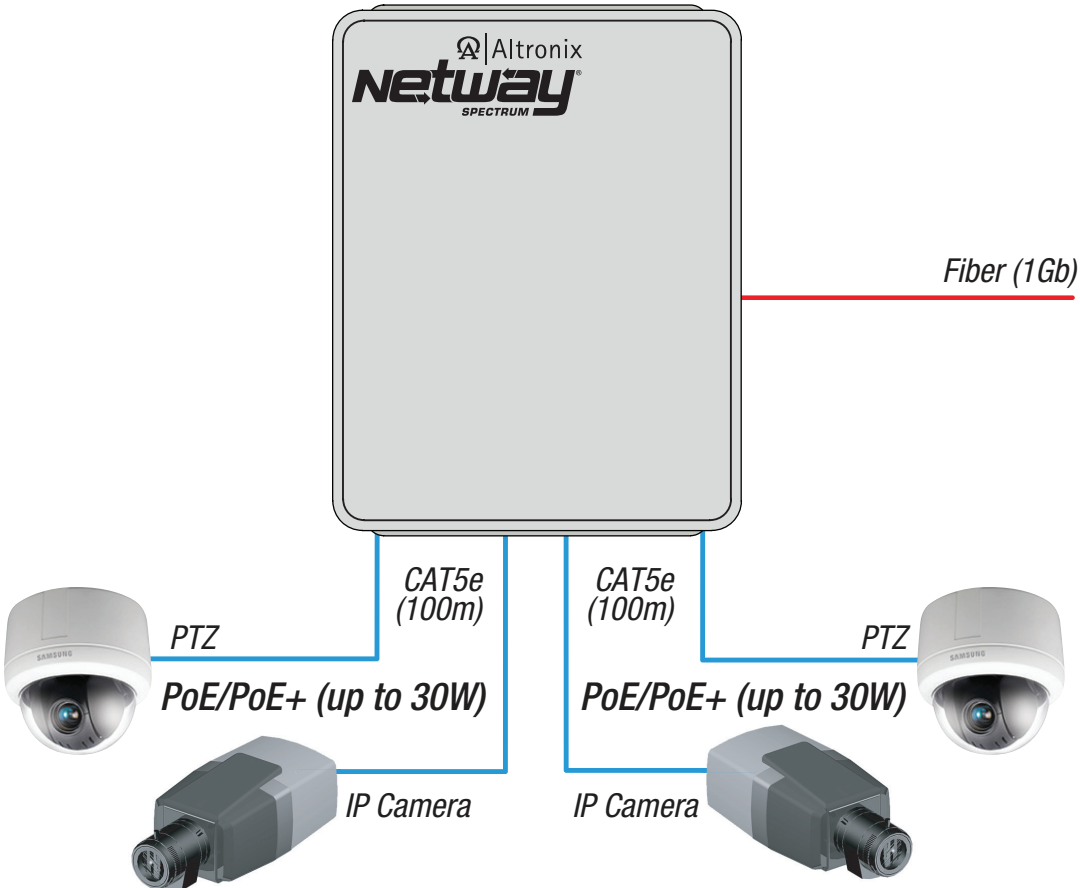 Altronix
Netway®
SPECTRUM
Fiber (1Gb)
CAT5e
(100m)
CAT5e
(100m)
PTZ
PTZ
SAMSUNG
SAMSUNG
PoE/PoE+ (up to 30W)
PoE/PoE+ (up to 30W)
IP Camera
IP Camera